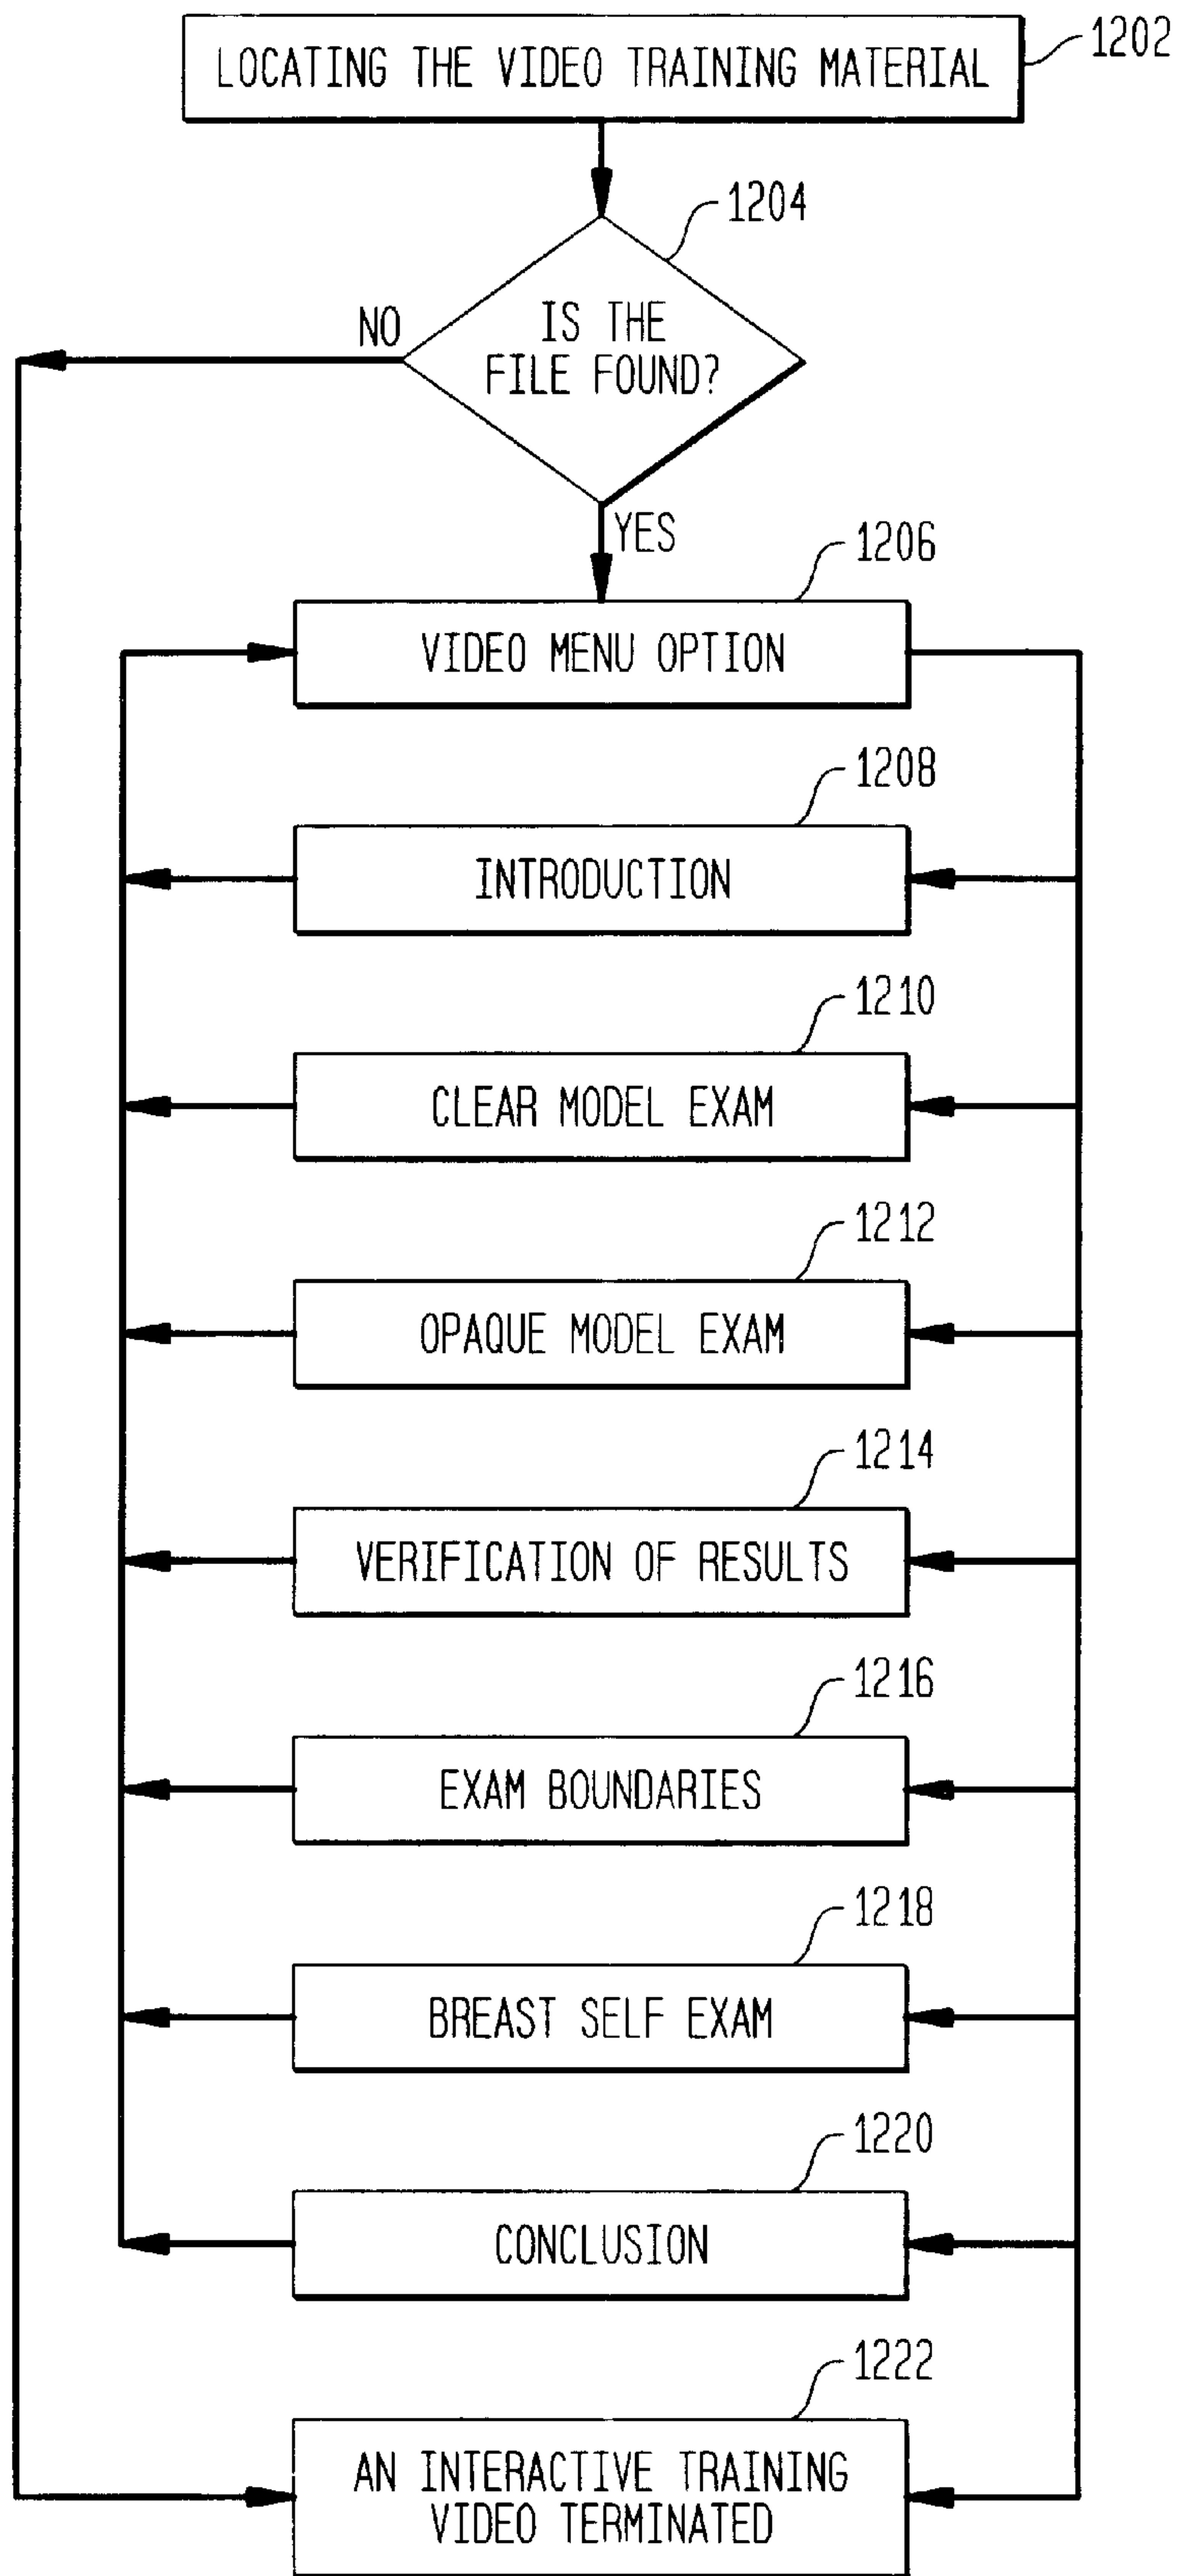 1202
LOCATING THE VIDEO TRAINING MATERIAL
1204
IS THE
FILE FOUND?
NO
YES
1206
VIDEO MENU OPTION
1208
INTRODUCTION
1210
CLEAR MODEL EXAM
1212
OPAQUE MODEL EXAM
1214
VERIFICATION OF RESULTS
1216
EXAM BOUNDARIES
1218
BREAST SELF EXAM
1220
CONCLUSION
1222
AN INTERACTIVE TRAINING
VIDEO TERMINATED